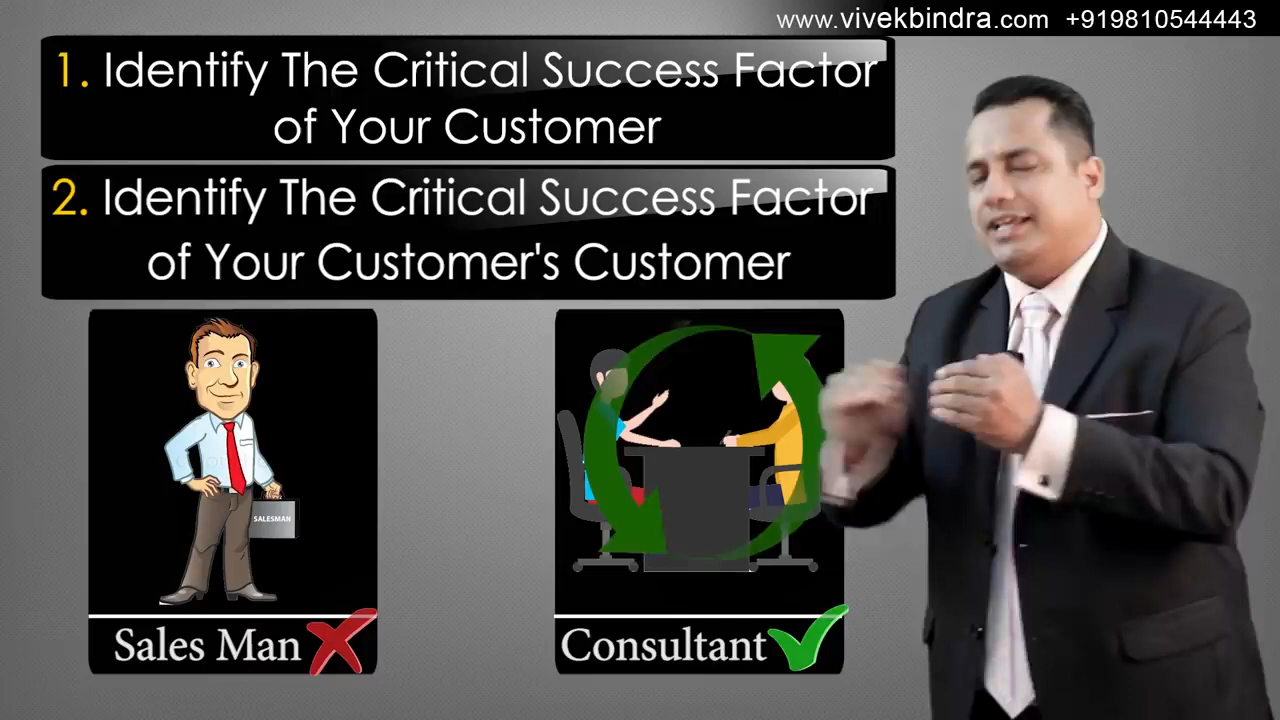 www.vivekbindra.com +919810544443
1. Identify The Critical Success Factor
of Your Customer
2. Identify The Critical Success Factor
of Your Customer's Customer
SALESMAN
Sales Man
Consultant